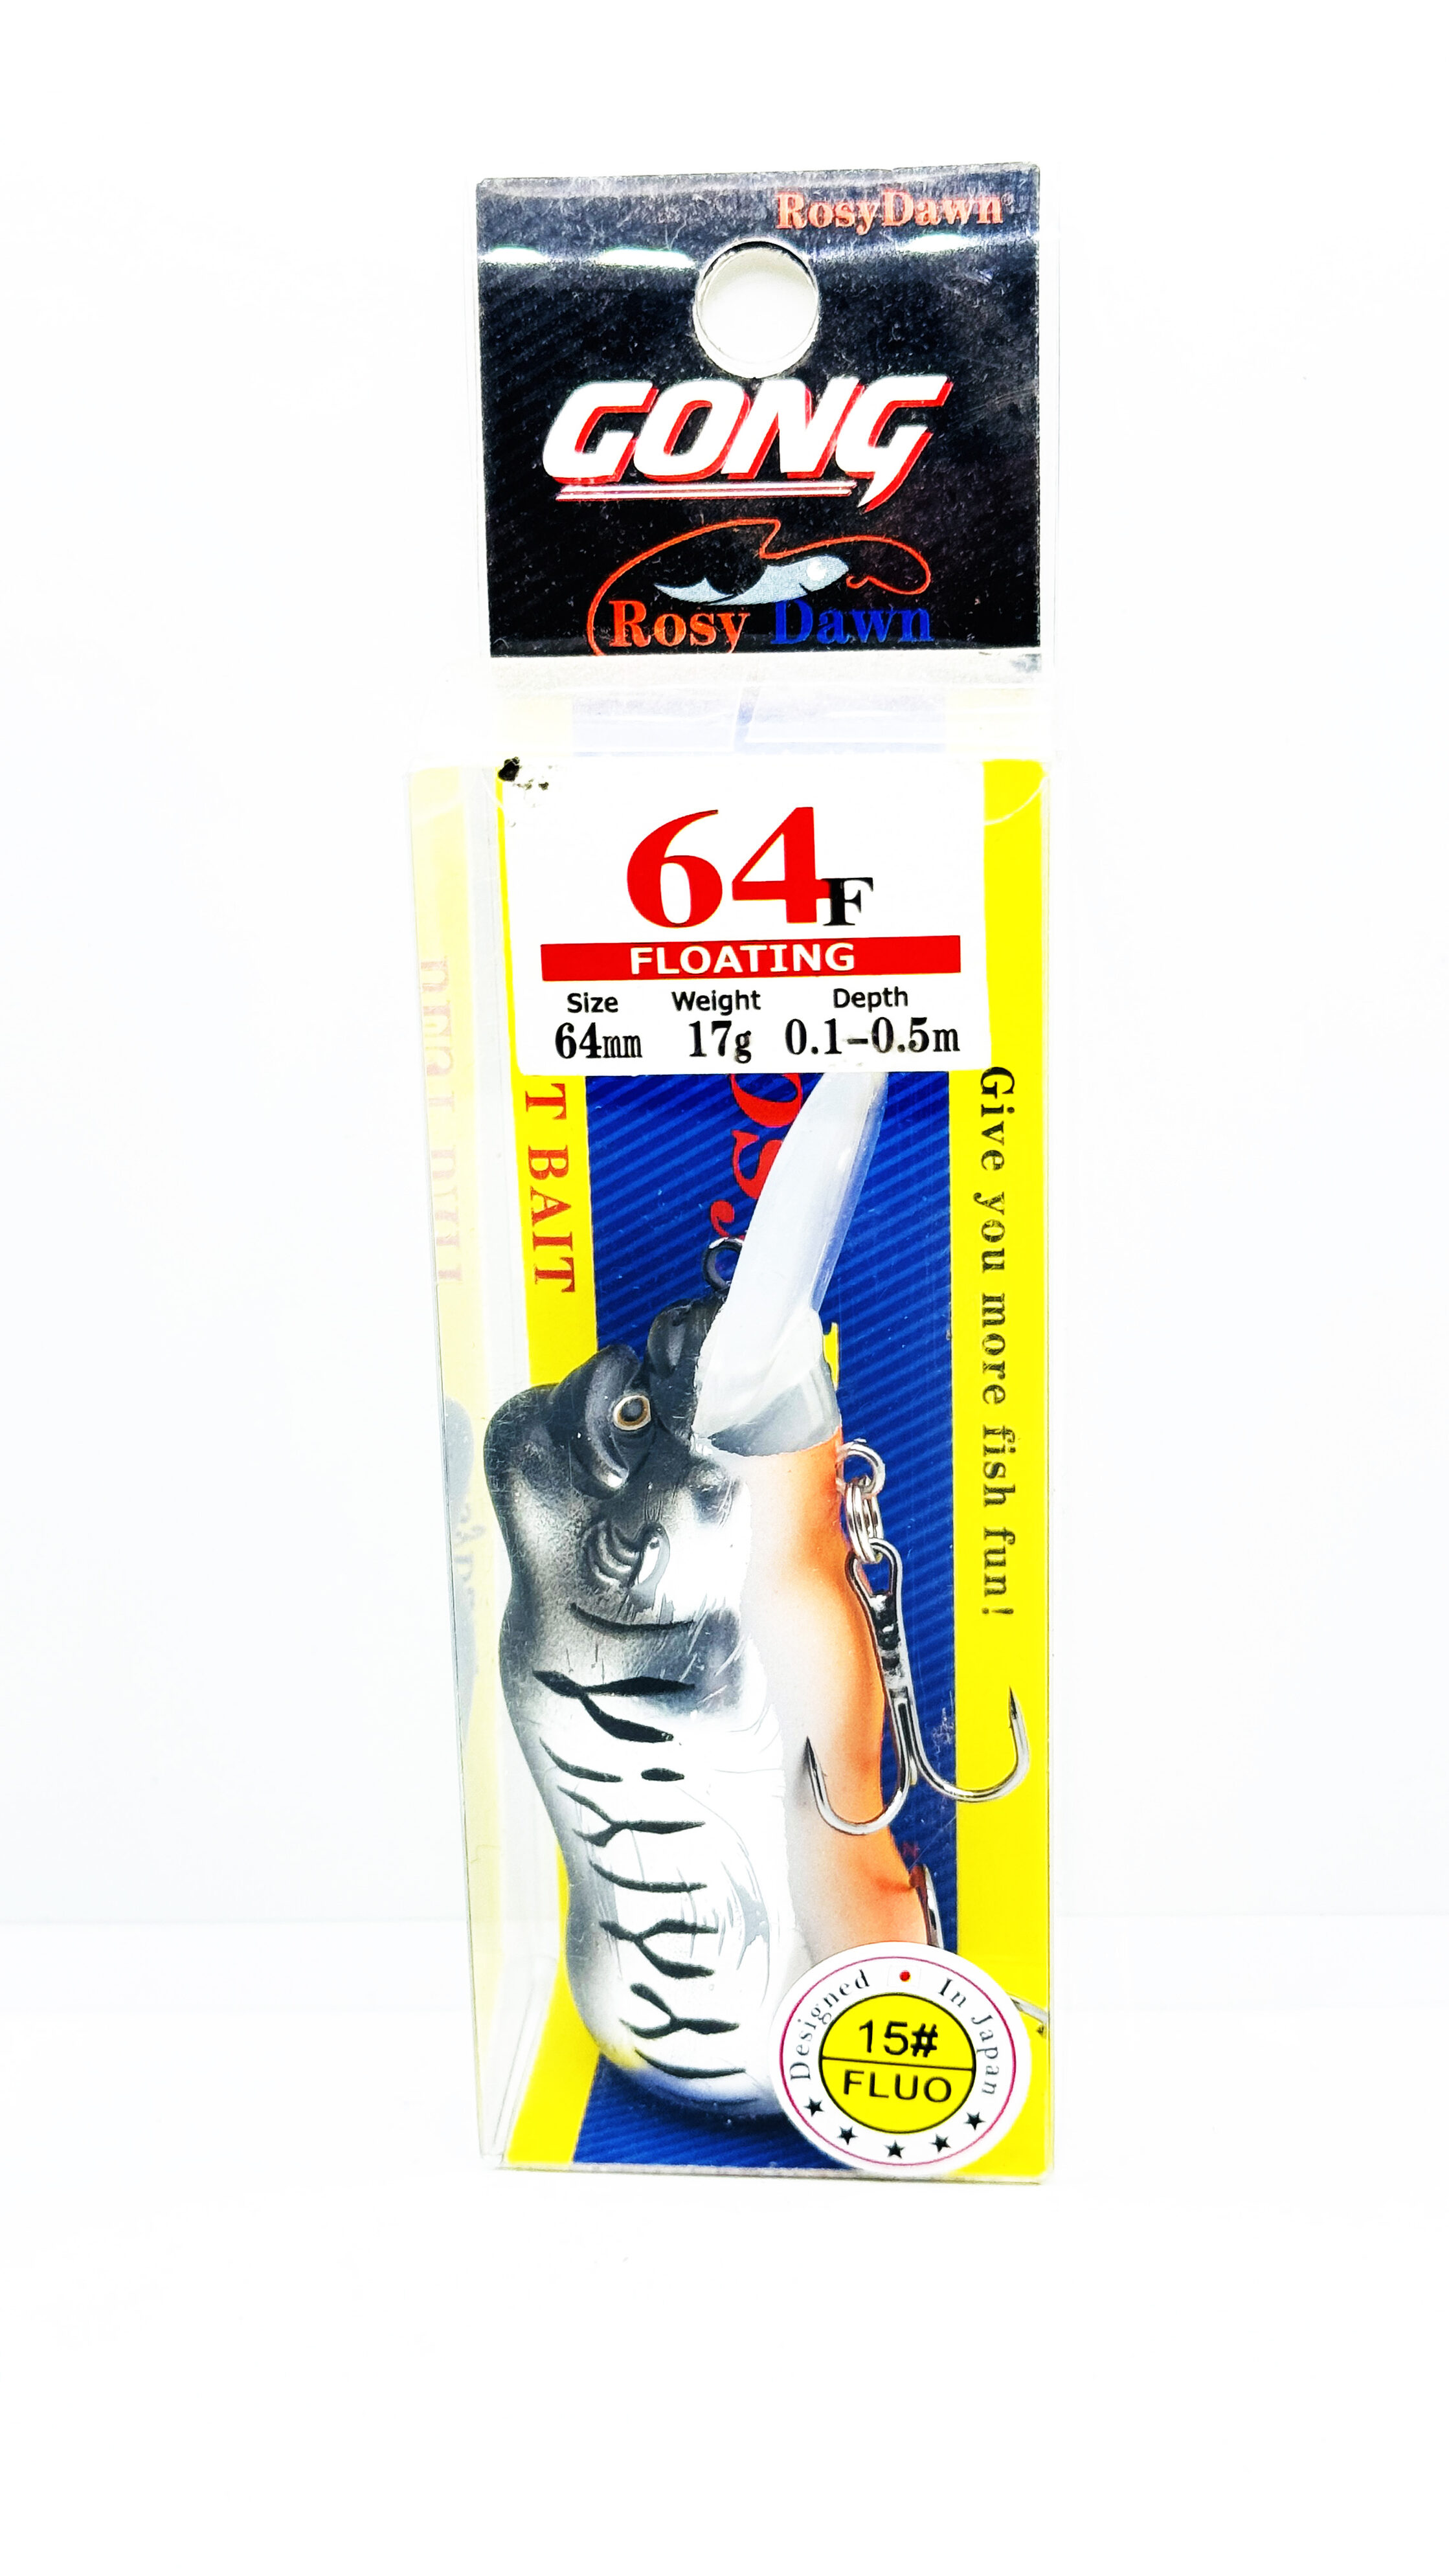 RosyDawn
GONG
Rosy Dawn
64F
FLOATING
Size Weight Depth
64mm 17g 0.1-0.5m
T BAIT
Give you more fish fun!
Designed In Japan
15#
FLUO